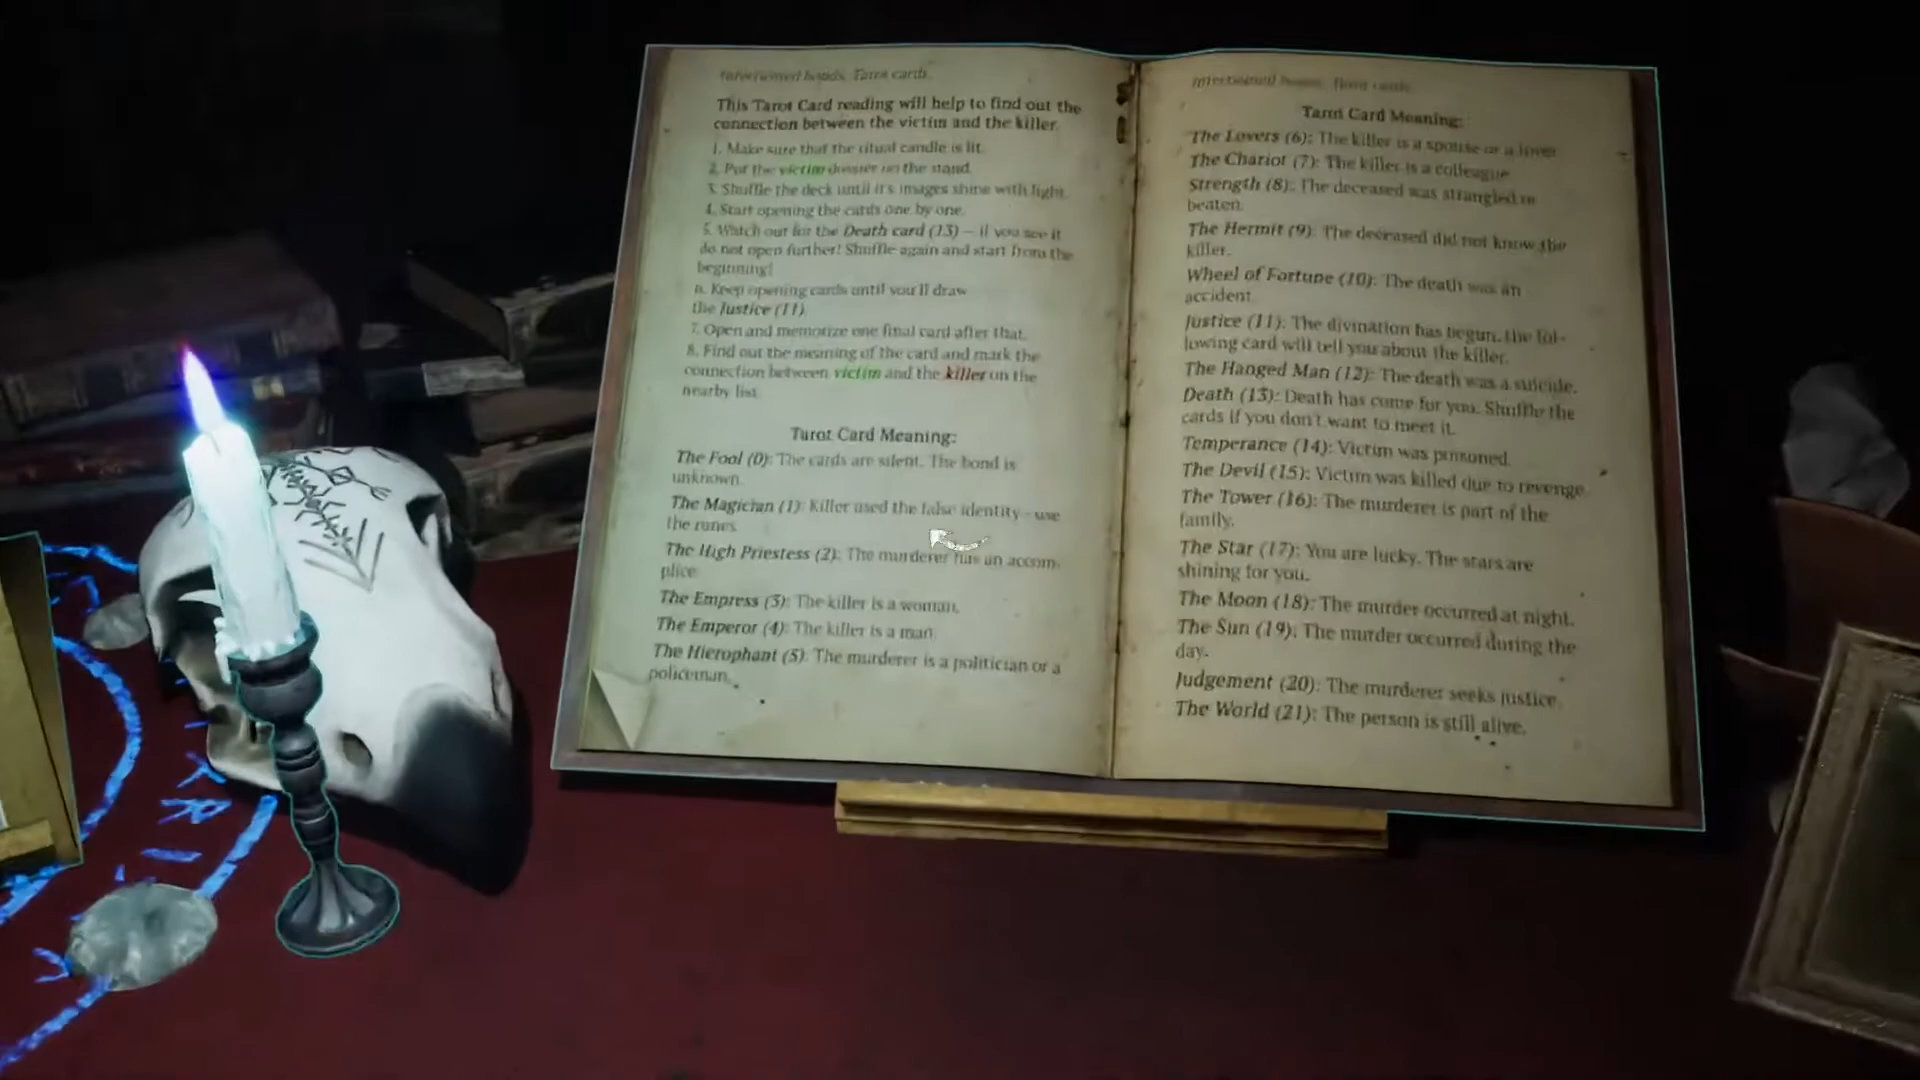 Intertwined bonds. Tarot cards.
This Tarot Card reading will help to find out the
connection between the victim and the killer.
1. Make sure that the ritual candle is lit.
2. Put the victim dossier on the stand.
3. Shuffle the deck until it's images shine with light.
4. Start opening the cards one by one.
5. Watch out for the Death card (13) – if you see it
do not open further! Shuffle again and start from the
beginning!
6. Keep opening cards until you'll draw
the Justice (11).
7. Open and memorize one final card after that.
8. Find out the meaning of the card and mark the
connection between victim and the killer on the
nearby list.
Tarot Card Meaning:
The Fool (0): The cards are silent. The bond is
unknown.
The Magician (1): Killer used the false identity - use
the runes.
The High Priestess (2): The murderer has an accom-
plice.
The Empress (3): The killer is a woman.
The Emperor (4): The killer is a man.
The Hierophant (5): The murderer is a politician or a
policeman.
Intertwined bonds. Tarot cards.
Tarot Card Meaning:
The Lovers (6): The killer is a spouse or a lover.
The Chariot (7): The killer is a colleague.
Strength (8): The deceased was strangled or
beaten.
The Hermit (9): The deceased did not know the
killer.
Wheel of Fortune (10): The death was an
accident.
Justice (11): The divination has begun, the fol-
lowing card will tell you about the killer.
The Hanged Man (12): The death was a suicide.
Death (13): Death has come for you. Shuffle the
cards if you don't want to meet it.
Temperance (14): Victim was poisoned.
The Devil (15): Victim was killed due to revenge.
The Tower (16): The murderer is part of the
family.
The Star (17): You are lucky. The stars are
shining for you.
The Moon (18): The murder occurred at night.
The Sun (19): The murder occurred during the
day.
Judgement (20): The murderer seeks justice.
The World (21): The person is still alive.